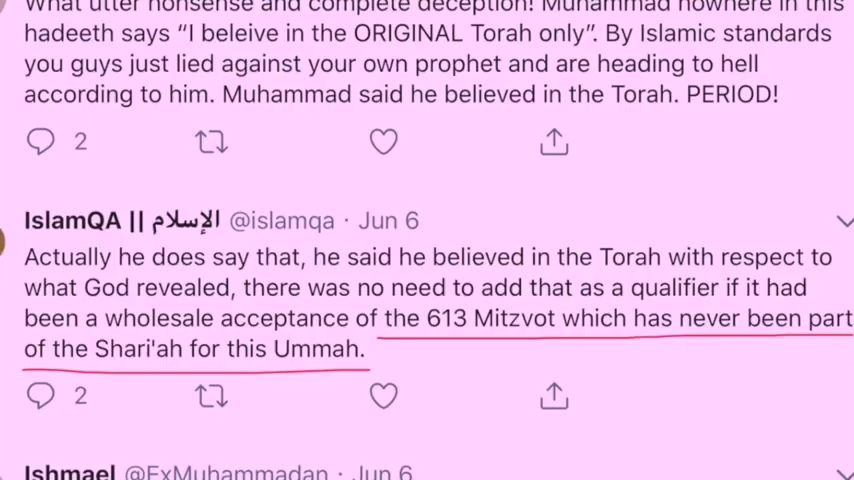 What utter nonsense and complete deception! Muhammad nowhere in this
hadeeth says “I beleive in the ORIGINAL Torah only”. By Islamic standards
you guys just lied against your own prophet and are heading to hell
according to him. Muhammad said he believed in the Torah. PERIOD!
2
IslamQA || الإسلام @islamqa · Jun 6
Actually he does say that, he said he believed in the Torah with respect to
what God revealed, there was no need to add that as a qualifier if it had
been a wholesale acceptance of the 613 Mitzvot which has never been part
of the Shari'ah for this Ummah.
2
Ishmael @ExMuhammadan · Jun 6